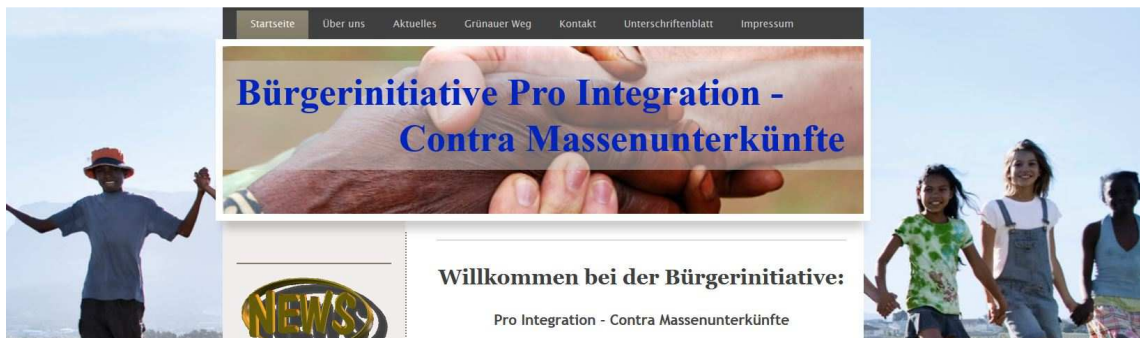 Startseite Über uns Aktuelles Grünauer Weg Kontakt Unterschriftenblatt Impressum
Bürgerinitiative Pro Integration -
Contra Massenunterkünfte
NEWS
Willkommen bei der Bürgerinitiative:
Pro Integration - Contra Massenunterkünfte